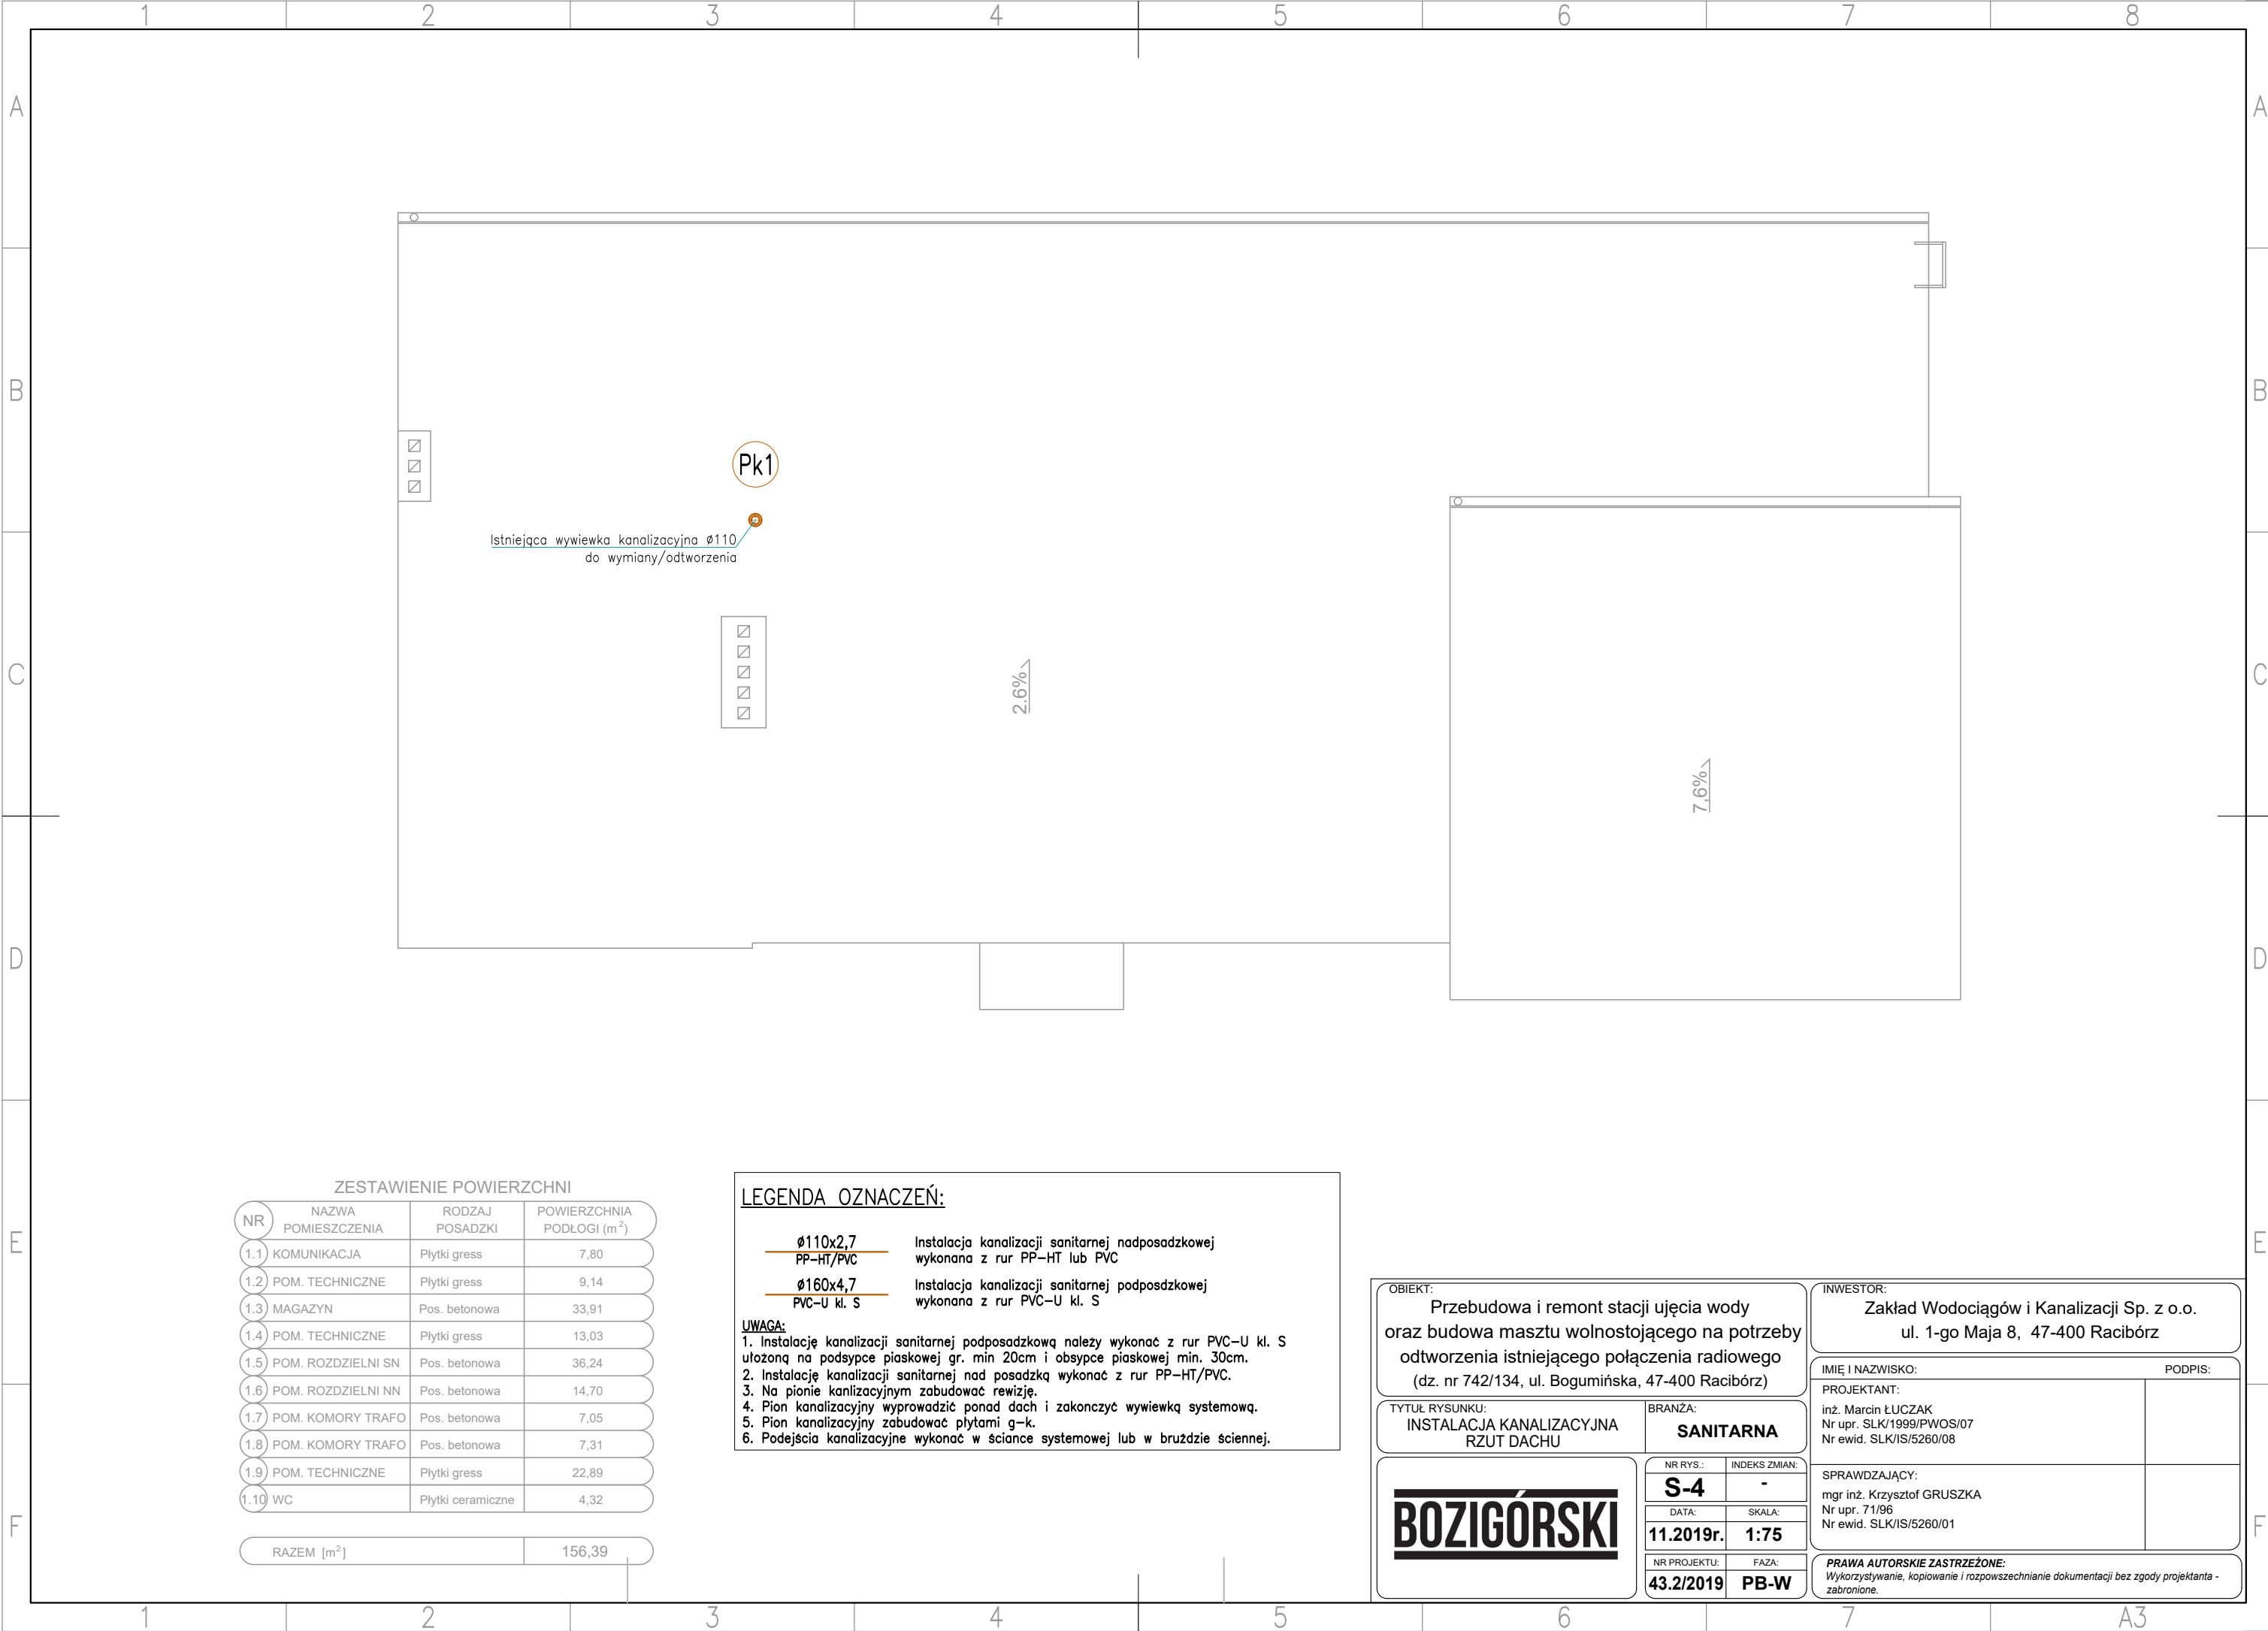 1 2 3 4 5 6 7 8
A A
B B
C C
D D
E E
F F
Pk1
Istniejąca wywiewka kanalizacyjna ø110
do wymiany/odtworzenia
2.6%
7,6%
ZESTAWIENIE POWIERZCHNI
NR NAZWA POMIESZCZENIA RODZAJ POSADZKI POWIERZCHNIA PODŁOGI (m²)
1.1 KOMUNIKACJA Płytki gress 7,80
1.2 POM. TECHNICZNE Płytki gress 9,14
1.3 MAGAZYN Pos. betonowa 33,91
1.4 POM. TECHNICZNE Płytki gress 13,03
1.5 POM. ROZDZIELNI SN Pos. betonowa 36,24
1.6 POM. ROZDZIELNI NN Pos. betonowa 14,70
1.7 POM. KOMORY TRAFO Pos. betonowa 7,05
1.8 POM. KOMORY TRAFO Pos. betonowa 7,31
1.9 POM. TECHNICZNE Płytki gress 22,89
1.10 WC Płytki ceramiczne 4,32
RAZEM [m²] 156,39
LEGENDA OZNACZEŃ:
ø110x2,7
PP-HT/PVC
Instalacja kanalizacji sanitarnej nadposadzkowej
wykonana z rur PP-HT lub PVC
ø160x4,7
PVC-U kl. S
Instalacja kanalizacji sanitarnej podposdzkowej
wykonana z rur PVC-U kl. S
UWAGA:
1. Instalację kanalizacji sanitarnej podposadzkową należy wykonać z rur PVC-U kl. S
ułożoną na podsypce piaskowej gr. min 20cm i obsypce piaskowej min. 30cm.
2. Instalację kanalizacji sanitarnej nad posadzką wykonać z rur PP-HT/PVC.
3. Na pionie kanlizacyjnym zabudować rewizję.
4. Pion kanalizacyjny wyprowadzić ponad dach i zakonczyć wywiewką systemową.
5. Pion kanalizacyjny zabudować płytami g-k.
6. Podejścia kanalizacyjne wykonać w ściance systemowej lub w bruździe ściennej.
OBIEKT:
Przebudowa i remont stacji ujęcia wody
oraz budowa masztu wolnostojącego na potrzeby
odtworzenia istniejącego połączenia radiowego
(dz. nr 742/134, ul. Bogumińska, 47-400 Racibórz)
INWESTOR:
Zakład Wodociągów i Kanalizacji Sp. z o.o.
ul. 1-go Maja 8, 47-400 Racibórz
TYTUŁ RYSUNKU:
INSTALACJA KANALIZACYJNA
RZUT DACHU
BRANŻA:
SANITARNA
IMIĘ I NAZWISKO: PODPIS:
PROJEKTANT:
inż. Marcin ŁUCZAK
Nr upr. SLK/1999/PWOS/07
Nr ewid. SLK/IS/5260/08
SPRAWDZAJĄCY:
mgr inż. Krzysztof GRUSZKA
Nr upr. 71/96
Nr ewid. SLK/IS/5260/01
BOZIGÓRSKI
NR RYS.: INDEKS ZMIAN:
S-4 -
DATA: SKALA:
11.2019r. 1:75
NR PROJEKTU: FAZA:
43.2/2019 PB-W
PRAWA AUTORSKIE ZASTRZEŻONE:
Wykorzystywanie, kopiowanie i rozpowszechnianie dokumentacji bez zgody projektanta -
zabronione.
1 2 3 4 5 6 7 A3